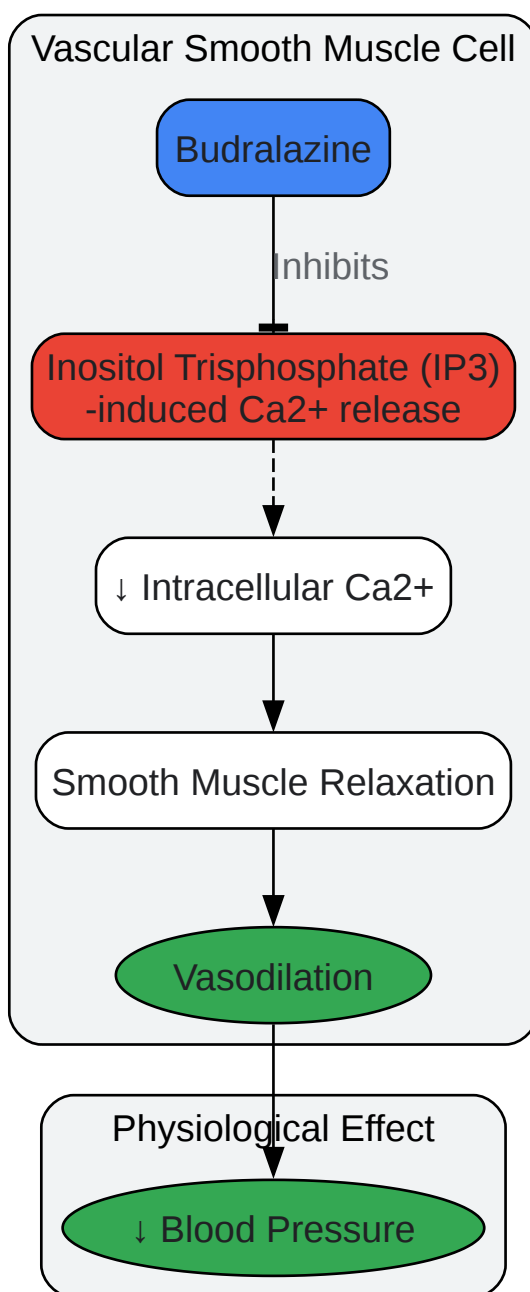 Vascular Smooth Muscle Cell
Budralazine
Inhibits
Inositol Trisphosphate (IP3)
-induced Ca2+ release
↓ Intracellular Ca2+
Smooth Muscle Relaxation
Vasodilation
Physiological Effect
↓ Blood Pressure